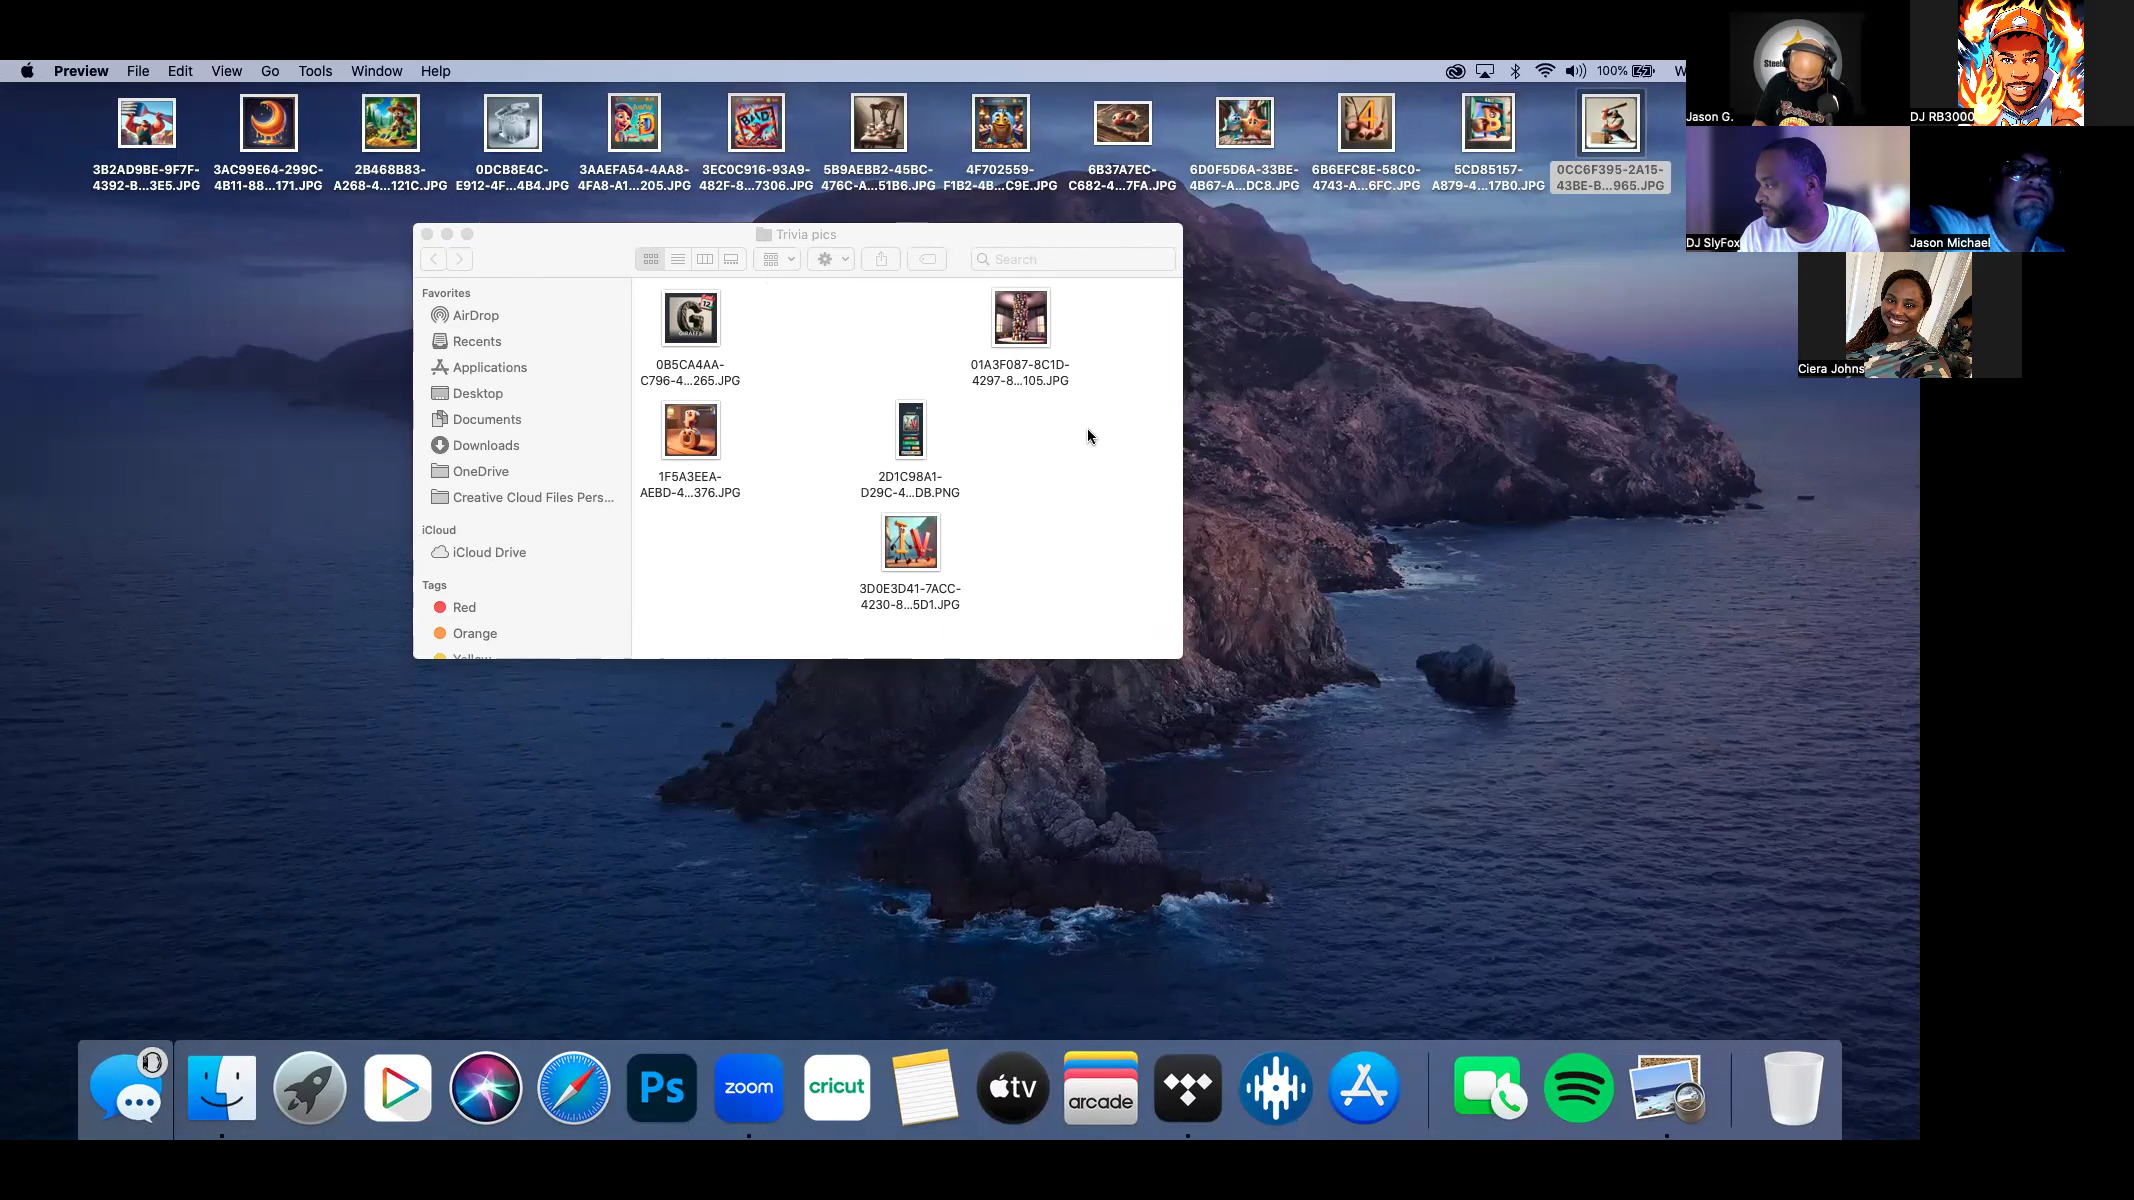 Preview File Edit View Go Tools Window Help
100%
3B2AD9BE-9F7F-
4392-B...3E5.JPG
3AC99E64-299C-
4B11-88...171.JPG
2B468B83-
A268-4...121C.JPG
0DCB8E4C-
E912-4F...4B4.JPG
3AAEFA54-4AA8-
4FA8-A1...205.JPG
3EC0C916-93A9-
482F-8...7306.JPG
5B9AEBB2-45BC-
476C-A...51B6.JPG
4F702559-
F1B2-4B...C9E.JPG
6B37A7EC-
C682-4...7FA.JPG
6D0F5D6A-33BE-
4B67-A...DC8.JPG
6B6EFC8E-58C0-
4743-A...6FC.JPG
5CD85157-
A879-4...17B0.JPG
0CC6F395-2A15-
43BE-B...965.JPG
Jason G.
DJ RB3000
DJ SlyFox
Jason Michael
Ciera Johns
Trivia pics
Search
Favorites
AirDrop
Recents
Applications
Desktop
Documents
Downloads
OneDrive
Creative Cloud Files Pers...
iCloud
iCloud Drive
Tags
Red
Orange
Yellow
0B5CA4AA-
C796-4...265.JPG
01A3F087-8C1D-
4297-8...105.JPG
1F5A3EEA-
AEBD-4...376.JPG
2D1C98A1-
D29C-4...DB.PNG
3D0E3D41-7ACC-
4230-8...5D1.JPG
Ps
zoom
cricut
tv
arcade